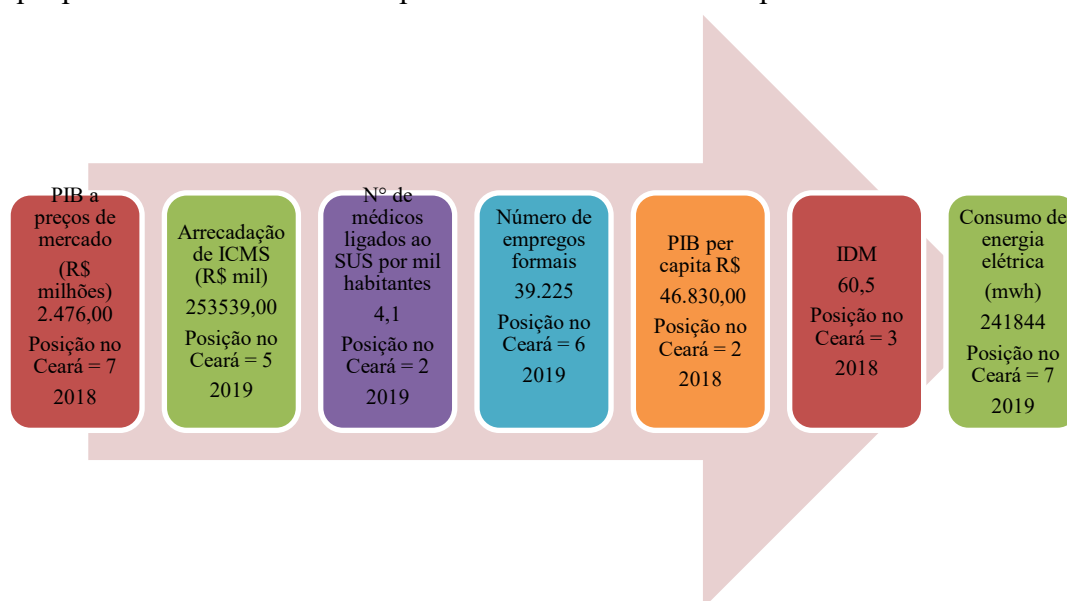 PIB a
preços de
mercado
(R$
milhões)
2.476,00
Posição no
Ceará = 7
2018
Arrecadação
de ICMS
(R$ mil)
253539,00
Posição no
Ceará = 5
2019
N° de
médicos
ligados ao
SUS por mil
habitantes
4,1
Posição no
Ceará = 2
2019
Número de
empregos
formais
39.225
Posição no
Ceará = 6
2019
PIB per
capita R$
46.830,00
Posição no
Ceará = 2
2018
IDM
60,5
Posição no
Ceará = 3
2018
Consumo de
energia
elétrica
(mwh)
241844
Posição no
Ceará = 7
2019